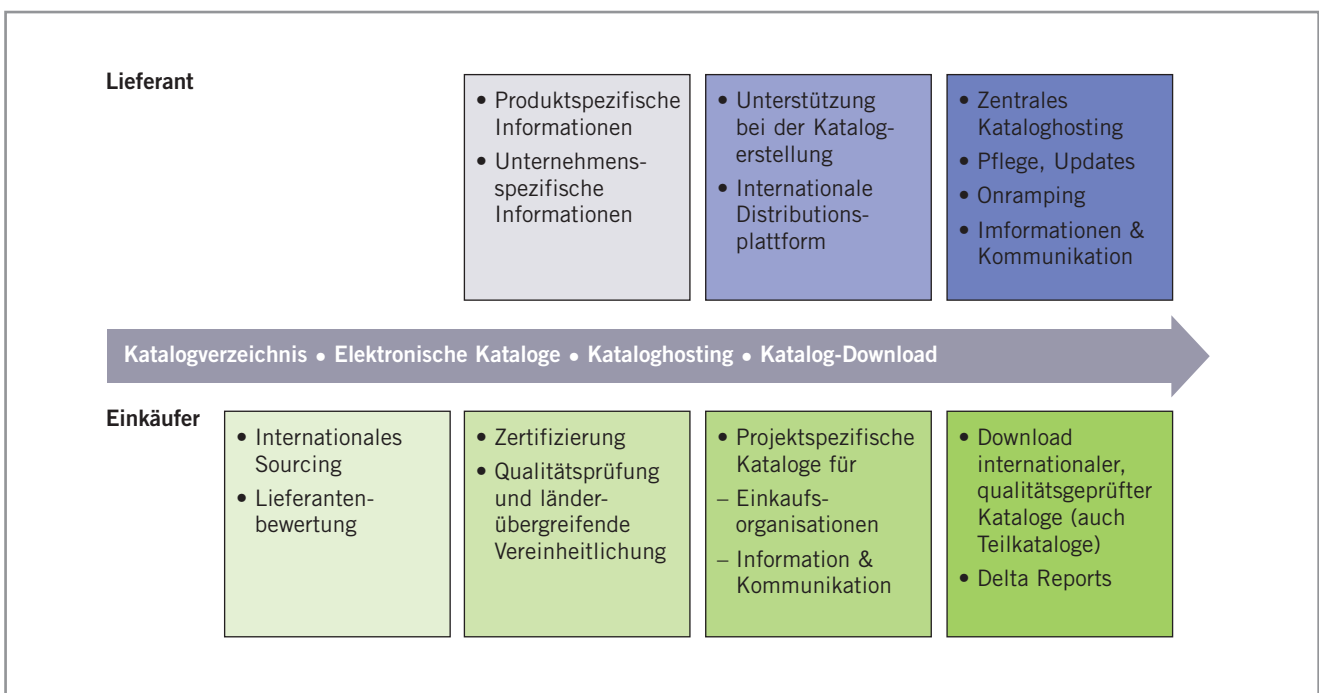 Lieferant
• Produktspezifische
Informationen
• Unternehmens-
spezifische
Informationen
• Unterstützung
bei der Katalog-
erstellung
• Internationale
Distributions-
plattform
• Zentrales
Kataloghosting
• Pflege, Updates
• Onramping
• Imformationen &
Kommunikation
Katalogverzeichnis • Elektronische Kataloge • Kataloghosting • Katalog-Download
Einkäufer
• Internationales
Sourcing
• Lieferanten-
bewertung
• Zertifizierung
• Qualitätsprüfung
und länder-
übergreifende
Vereinheitlichung
• Projektspezifische
Kataloge für
– Einkaufs-
organisationen
– Information &
Kommunikation
• Download
internationaler,
qualitätsgeprüfter
Kataloge (auch
Teilkataloge)
• Delta Reports